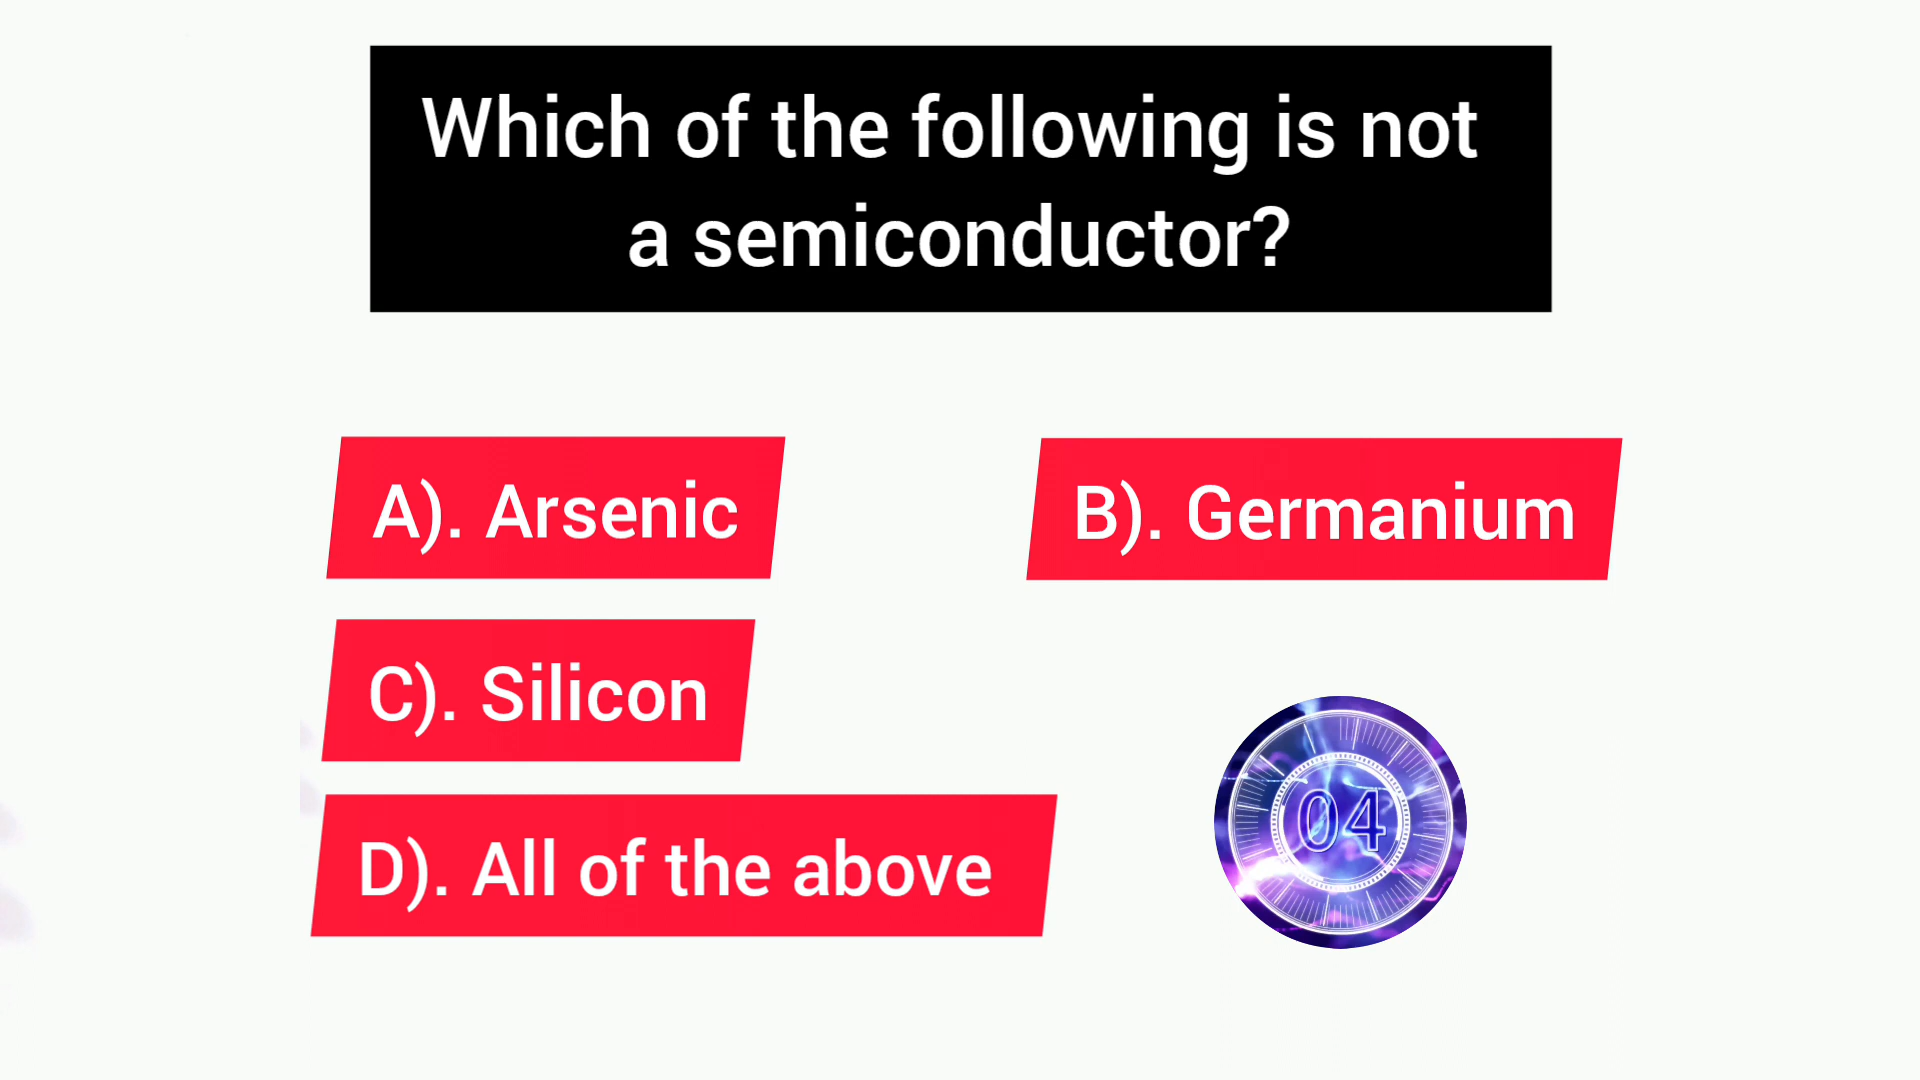 Which of the following is not
a semiconductor?
A). Arsenic
B). Germanium
C). Silicon
D). All of the above
04